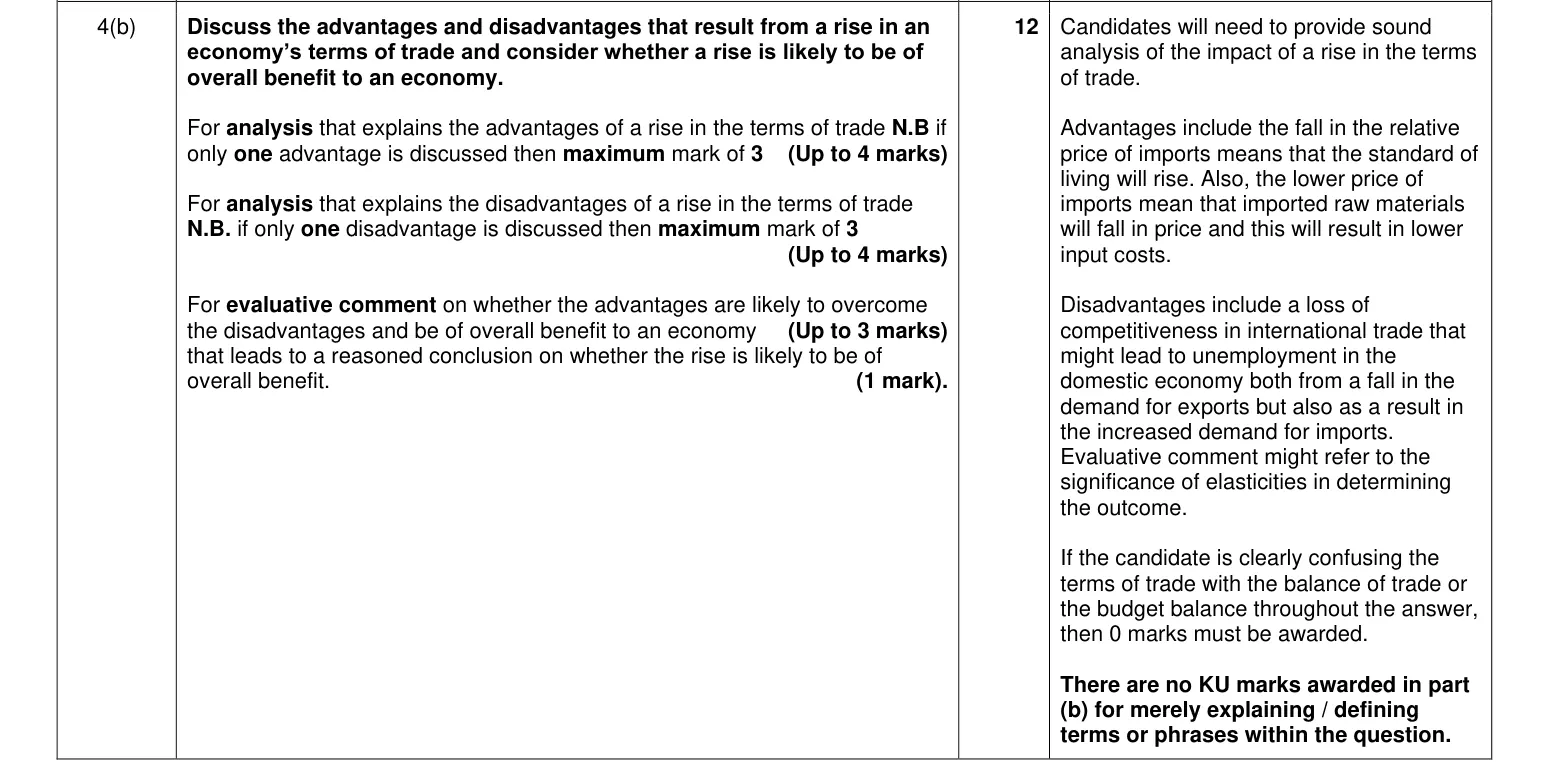 4(b)
Discuss the advantages and disadvantages that result from a rise in an
economy’s terms of trade and consider whether a rise is likely to be of
overall benefit to an economy.
For analysis that explains the advantages of a rise in the terms of trade N.B if
only one advantage is discussed then maximum mark of 3 (Up to 4 marks)
For analysis that explains the disadvantages of a rise in the terms of trade
N.B. if only one disadvantage is discussed then maximum mark of 3
(Up to 4 marks)
For evaluative comment on whether the advantages are likely to overcome
the disadvantages and be of overall benefit to an economy (Up to 3 marks)
that leads to a reasoned conclusion on whether the rise is likely to be of
overall benefit. (1 mark).
12
Candidates will need to provide sound
analysis of the impact of a rise in the terms
of trade.
Advantages include the fall in the relative
price of imports means that the standard of
living will rise. Also, the lower price of
imports mean that imported raw materials
will fall in price and this will result in lower
input costs.
Disadvantages include a loss of
competitiveness in international trade that
might lead to unemployment in the
domestic economy both from a fall in the
demand for exports but also as a result in
the increased demand for imports.
Evaluative comment might refer to the
significance of elasticities in determining
the outcome.
If the candidate is clearly confusing the
terms of trade with the balance of trade or
the budget balance throughout the answer,
then 0 marks must be awarded.
There are no KU marks awarded in part
(b) for merely explaining / defining
terms or phrases within the question.